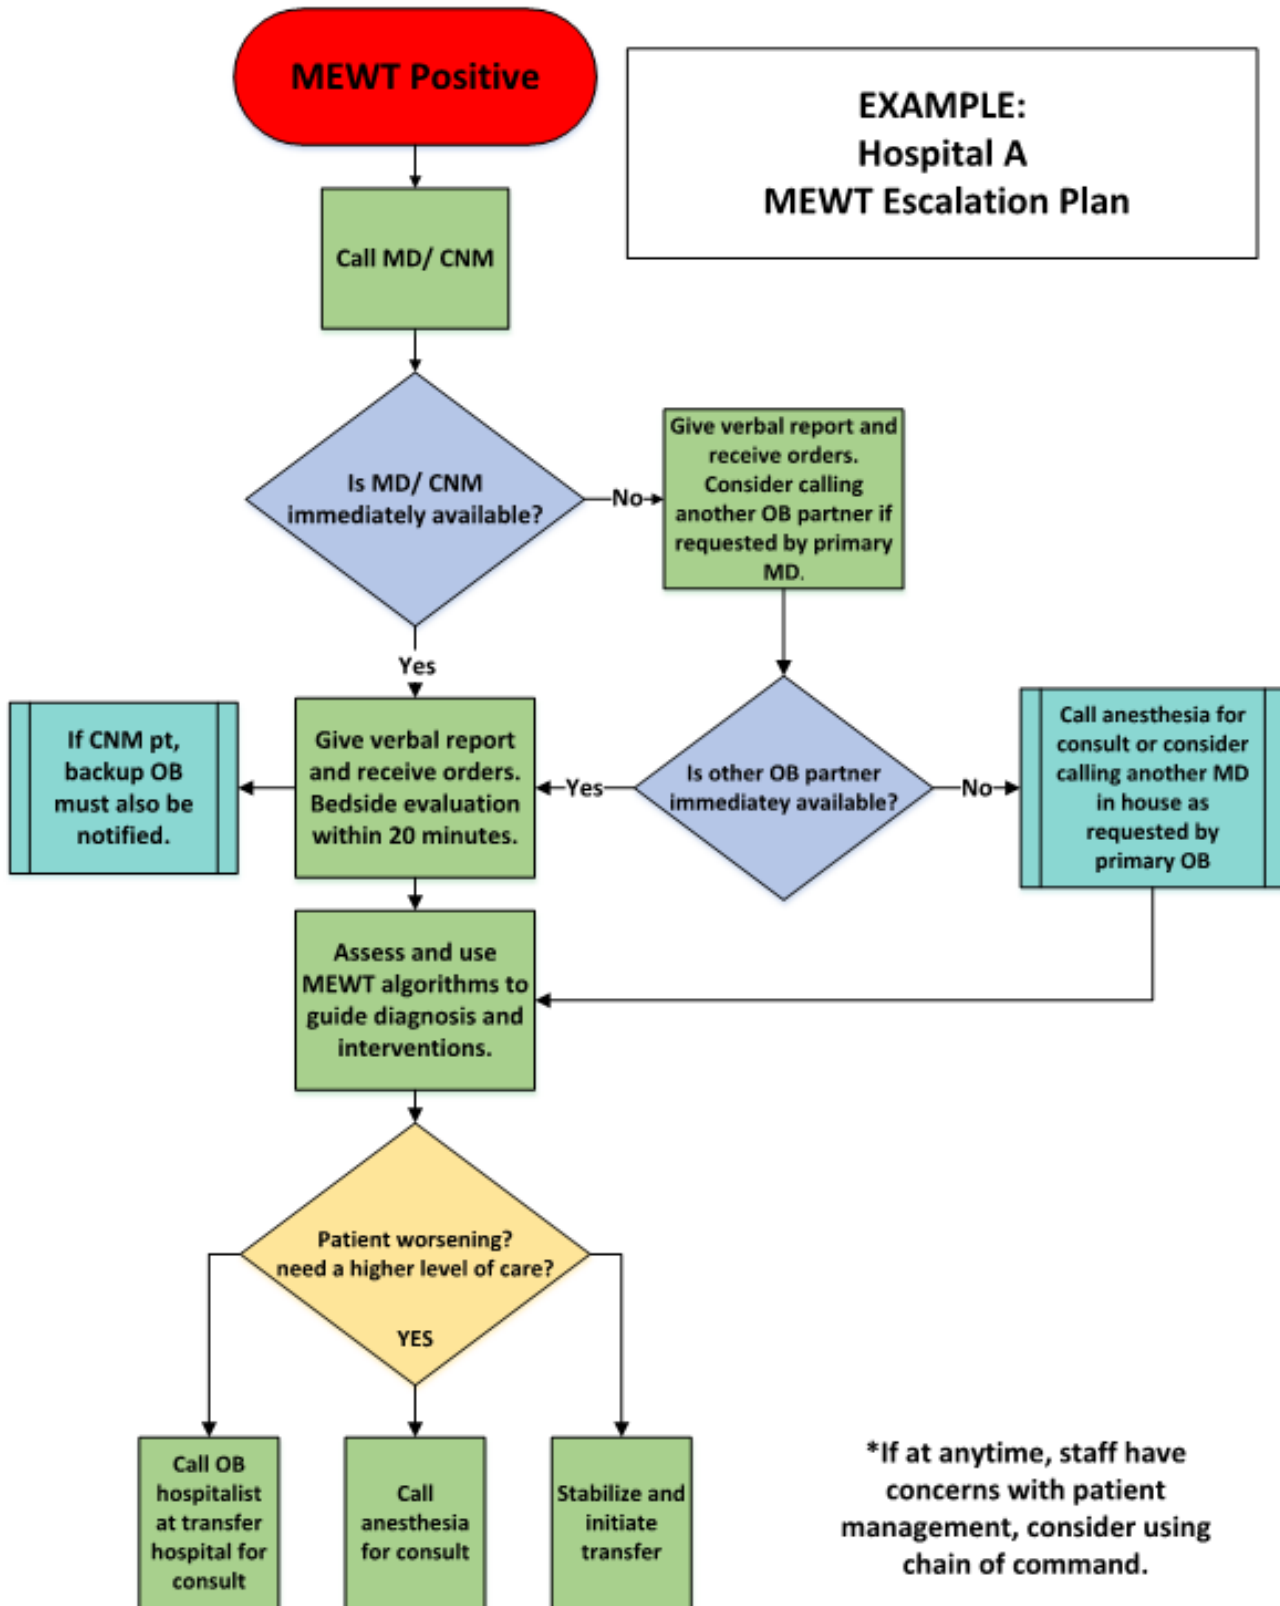 MEWT Positive
EXAMPLE:
Hospital A
MEWT Escalation Plan
Call MD/ CNM
Is MD/ CNM
immediately available?
No
Give verbal report and
receive orders.
Consider calling
another OB partner if
requested by primary
MD.
Yes
If CNM pt,
backup OB
must also be
notified.
Give verbal report
and receive orders.
Bedside evaluation
within 20 minutes.
Yes
Is other OB partner
immediatey available?
No
Call anesthesia for
consult or consider
calling another MD
in house as
requested by
primary OB
Assess and use
MEWT algorithms to
guide diagnosis and
interventions.
Patient worsening?
need a higher level of care?
YES
Call OB
hospitalist
at transfer
hospital for
consult
Call
anesthesia
for consult
Stabilize and
initiate
transfer
*If at anytime, staff have
concerns with patient
management, consider using
chain of command.